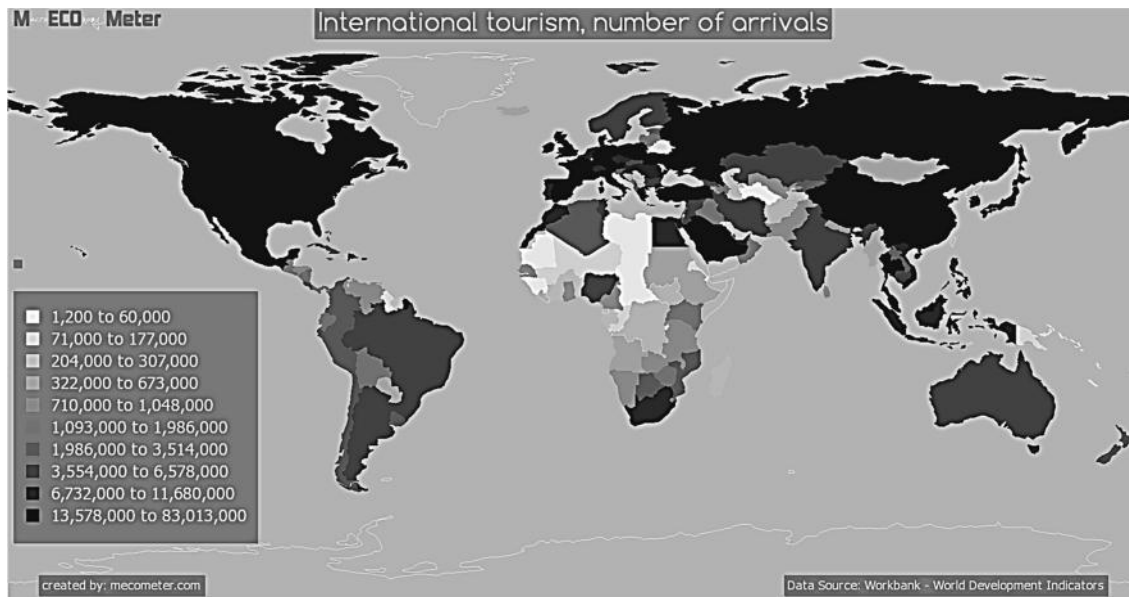 M ECO Meter
International tourism, number of arrivals
1,200 to 60,000
71,000 to 177,000
204,000 to 307,000
322,000 to 673,000
710,000 to 1,048,000
1,093,000 to 1,986,000
1,986,000 to 3,514,000
3,554,000 to 6,578,000
6,732,000 to 11,680,000
13,578,000 to 83,013,000
created by: mecometer.com
Data Source: Workbank - World Development Indicators